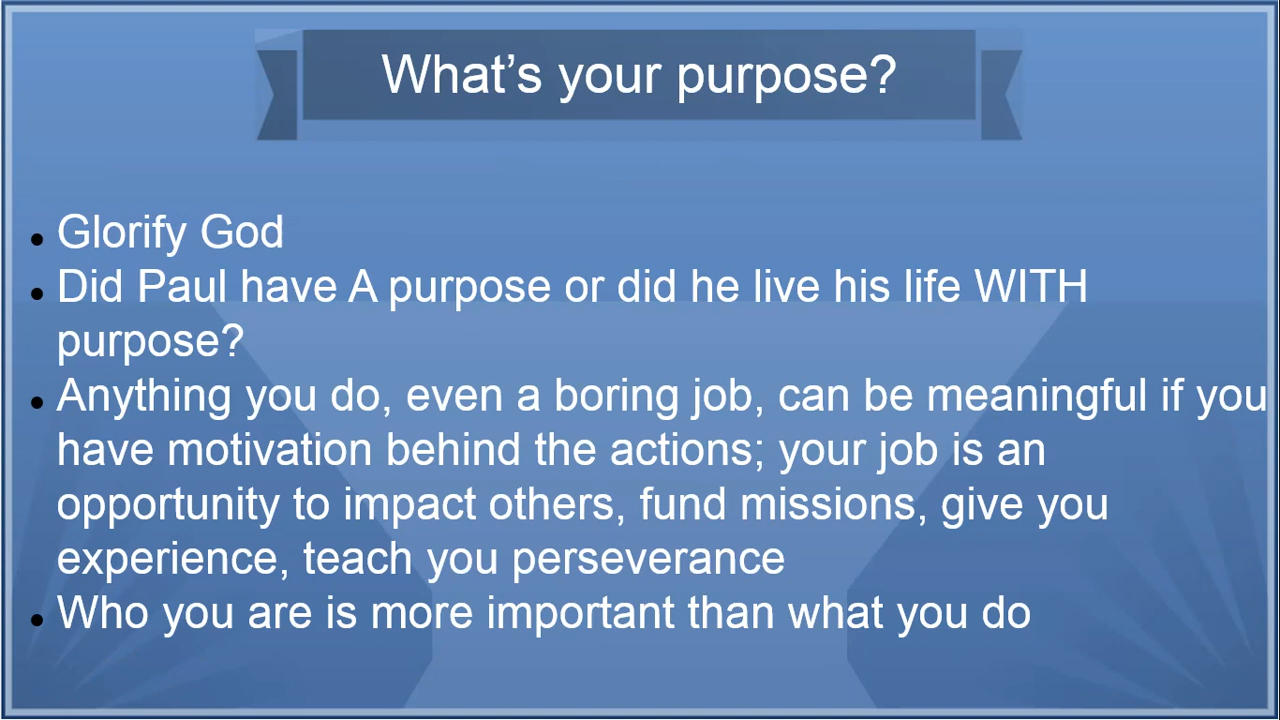 What’s your purpose?
Glorify God
Did Paul have A purpose or did he live his life WITH
purpose?
Anything you do, even a boring job, can be meaningful if you
have motivation behind the actions; your job is an
opportunity to impact others, fund missions, give you
experience, teach you perseverance
Who you are is more important than what you do